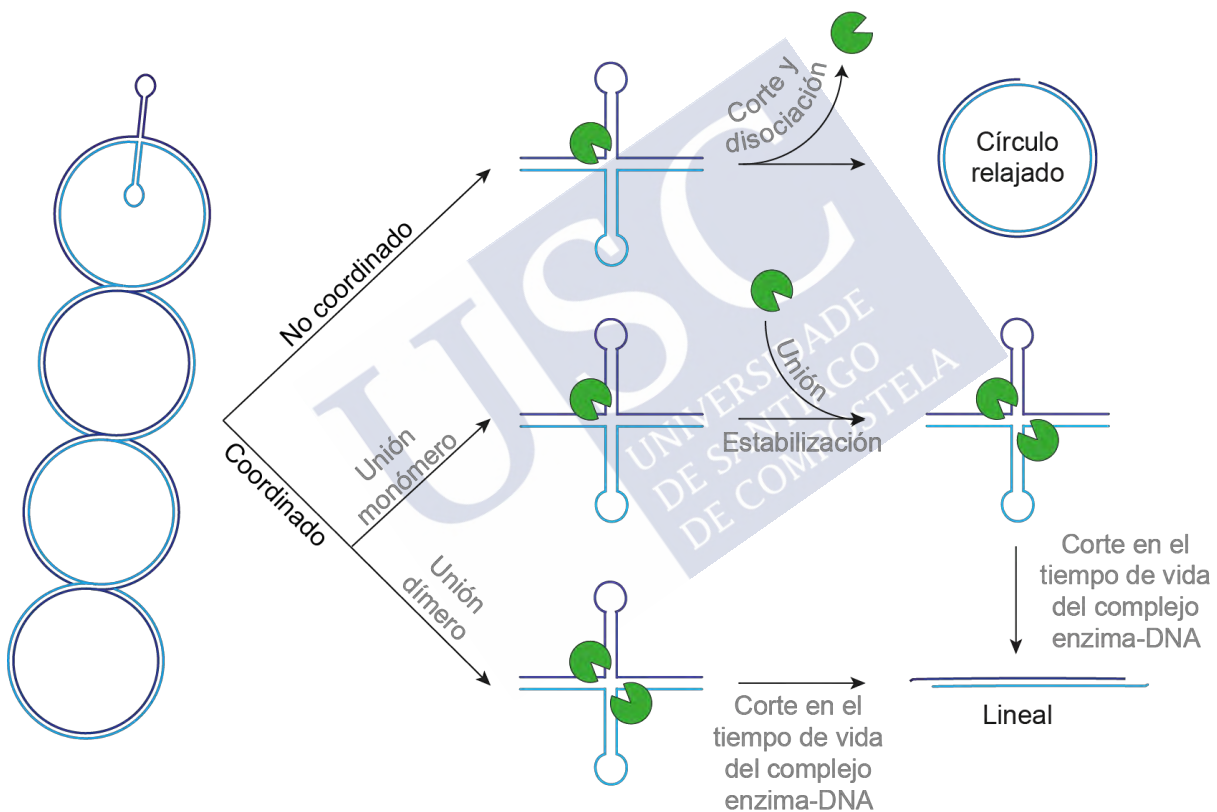 Corte y
disociación
Círculo
relajado
No coordinado
Coordinado
Unión
monómero
Unión
Estabilización
Unión
dímero
Corte en el
tiempo de vida
del complejo
enzima-DNA
Corte en el
tiempo de vida
del complejo
enzima-DNA
Lineal
USC
UNIVERSIDADE
DE SANTIAGO
DE COMPOSTELA